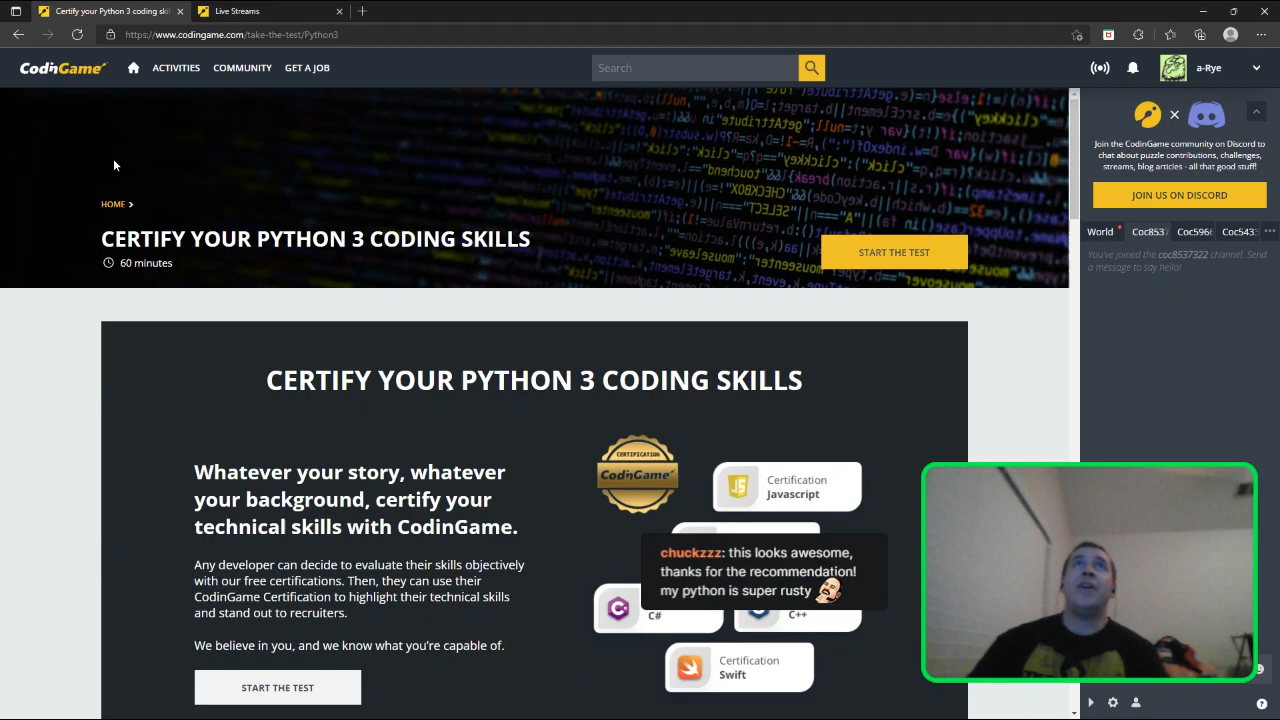 Certify your Python 3 coding ski
Live Streams
https://www.codingame.com/take-the-test/Python3
CodinGame
ACTIVITIES
COMMUNITY
GET A JOB
Search
a-Rye
HOME >
CERTIFY YOUR PYTHON 3 CODING SKILLS
60 minutes
START THE TEST
Join the CodinGame community on Discord to
chat about puzzle contributions, challenges,
streams, blog articles - all that good stuff!
JOIN US ON DISCORD
World
Coc853
Coc596
Coc543
You've joined the coc8537322 channel. Send
a message to say hello!
CERTIFY YOUR PYTHON 3 CODING SKILLS
Whatever your story, whatever
your background, certify your
technical skills with CodinGame.
Any developer can decide to evaluate their skills objectively
with our free certifications. Then, they can use their
CodinGame Certification to highlight their technical skills
and stand out to recruiters.
We believe in you, and we know what you're capable of.
START THE TEST
CERTIFICATION
CodinGame
Certification
Javascript
chuckzzz: this looks awesome,
thanks for the recommendation!
my python is super rusty
C#
C++
Certification
Swift